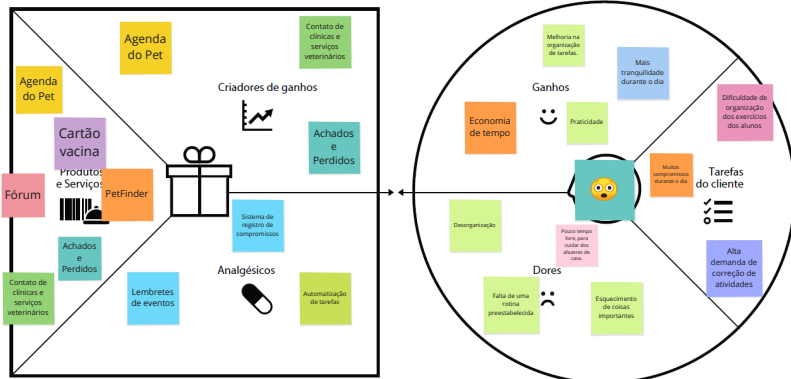 Agenda
do Pet
Contato de
clínicas e
serviços
veterinários
Criadores de ganhos
Achados
e
Perdidos
Agenda
do Pet
Cartão
vacina
Produtos
e Serviços
Fórum
PetFinder
Achados
e
Perdidos
Contato de
clínicas e
serviços
veterinários
Sistema de
registro de
compromissos
Analgésicos
Lembretes
de eventos
Automatização
de tarefas
Melhoria na
organização
de tarefas.
Mais
tranquilidade
durante o dia
Ganhos
Economia
de tempo
Praticidade
Dificuldade de
organização
dos exercícios
dos alunos
Muitos
compromissos
durante o dia
Tarefas
do cliente
Alta
demanda de
correção de
atividades
Desorganização
Pouco tempo
livre, para
cuidar dos
afazeres de
casa.
Dores
Falta de uma
rotina
preestabelecida
Esquecimento
de coisas
importantes